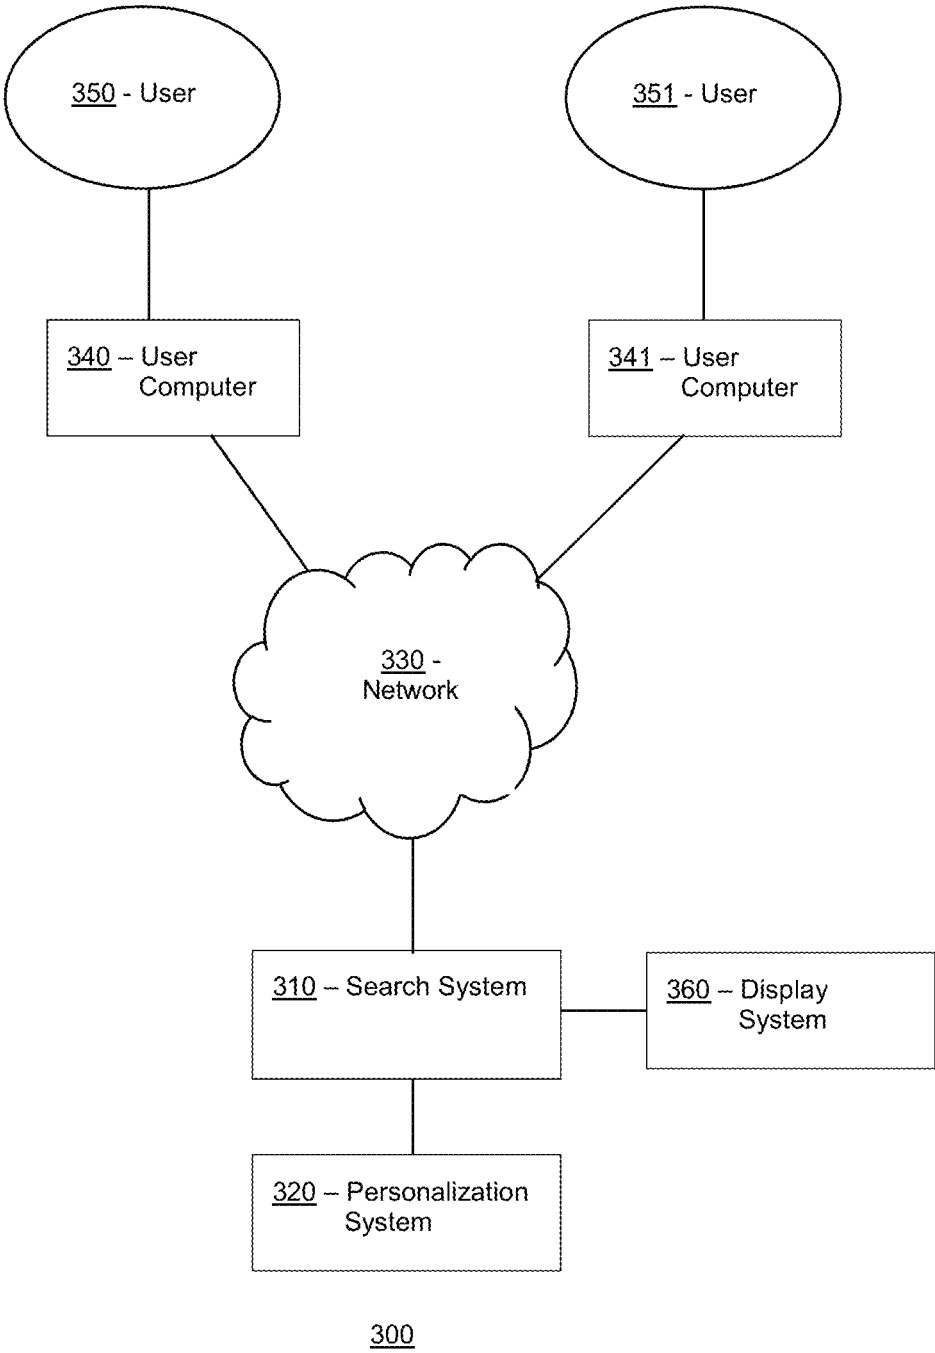 350 - User
351 - User
340 – User
Computer
341 – User
Computer
330 -
Network
310 – Search System
360 – Display
System
320 – Personalization
System
300